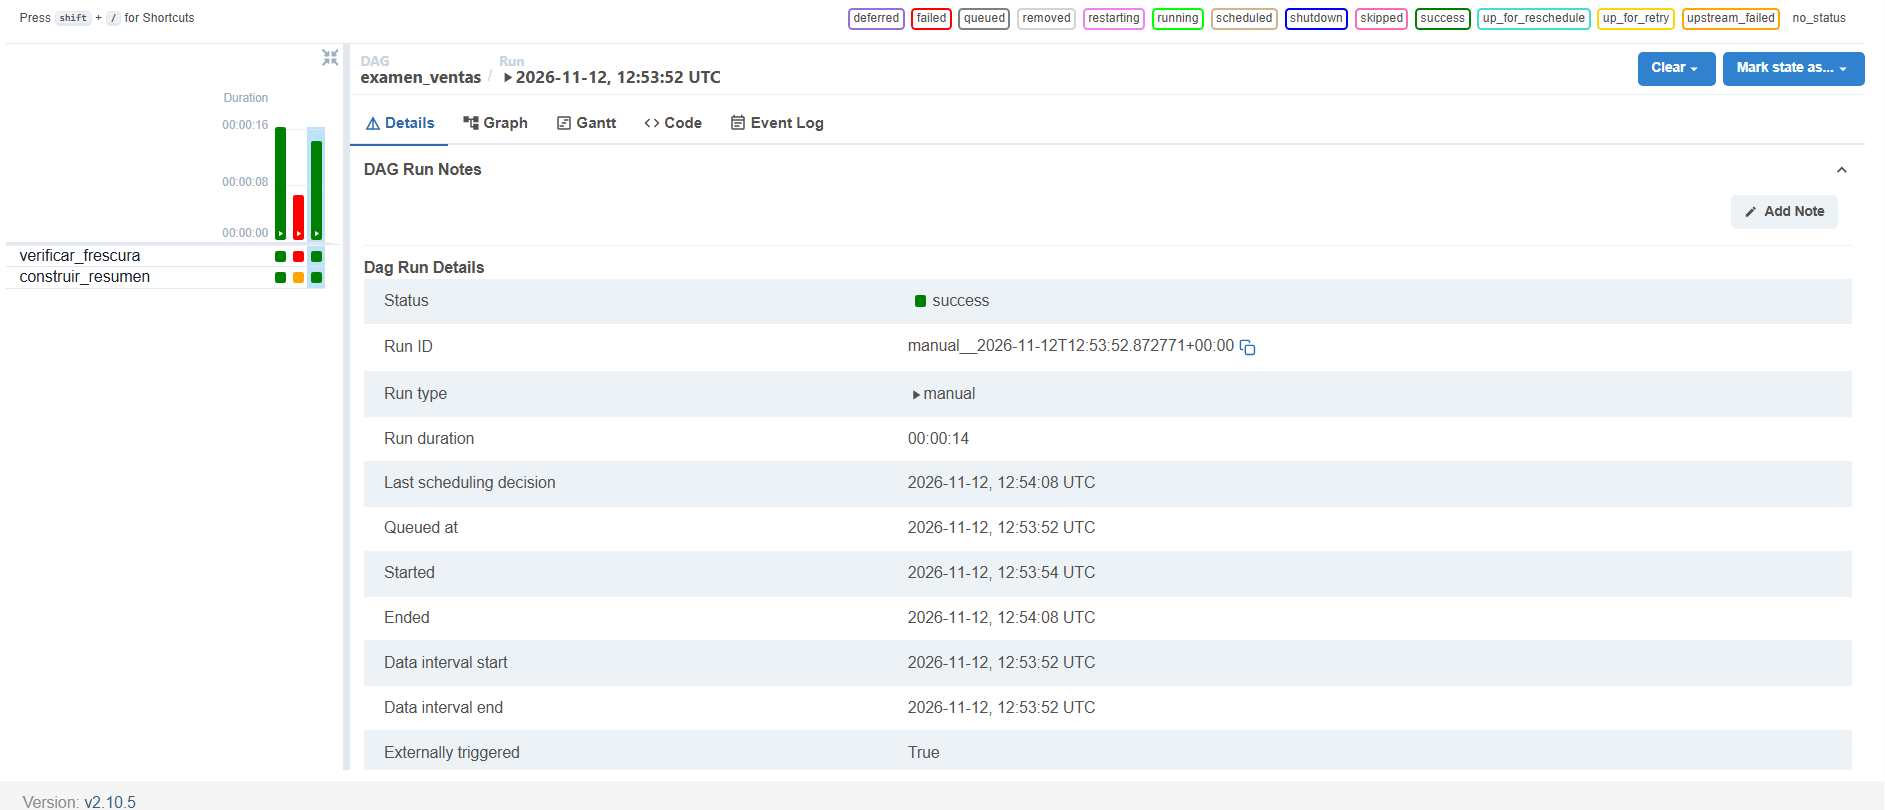 Press shift + / for Shortcuts
deferred failed queued removed restarting running scheduled shutdown skipped success up_for_reschedule up_for_retry upstream_failed no_status
DAG
examen_ventas
/
Run
2026-11-12, 12:53:52 UTC
Clear
Mark state as...
Duration
00:00:16
00:00:08
00:00:00
verificar_frescura
construir_resumen
Details
Graph
Gantt
Code
Event Log
DAG Run Notes
Add Note
Dag Run Details
Status success
Run ID manual__2026-11-12T12:53:52.872771+00:00
Run type manual
Run duration 00:00:14
Last scheduling decision 2026-11-12, 12:54:08 UTC
Queued at 2026-11-12, 12:53:52 UTC
Started 2026-11-12, 12:53:54 UTC
Ended 2026-11-12, 12:54:08 UTC
Data interval start 2026-11-12, 12:53:52 UTC
Data interval end 2026-11-12, 12:53:52 UTC
Externally triggered True
Version: v2.10.5